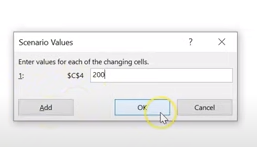 Scenario Values ? ×
Enter values for each of the changing cells.
1: $C$4 200
Add OK Cancel